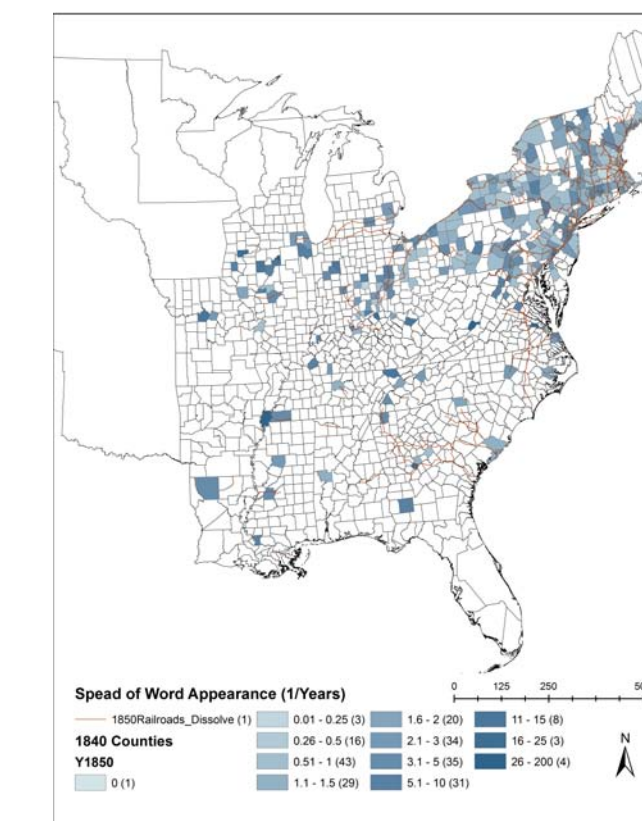 Spead of Word Appearance (1/Years)
1850Railroads_Dissolve (1)
1840 Counties
Y1850
0 (1)
0.01 - 0.25 (3)
0.26 - 0.5 (16)
0.51 - 1 (43)
1.1 - 1.5 (29)
1.6 - 2 (20)
2.1 - 3 (34)
3.1 - 5 (35)
5.1 - 10 (31)
11 - 15 (8)
16 - 25 (3)
26 - 200 (4)
0 125 250
N